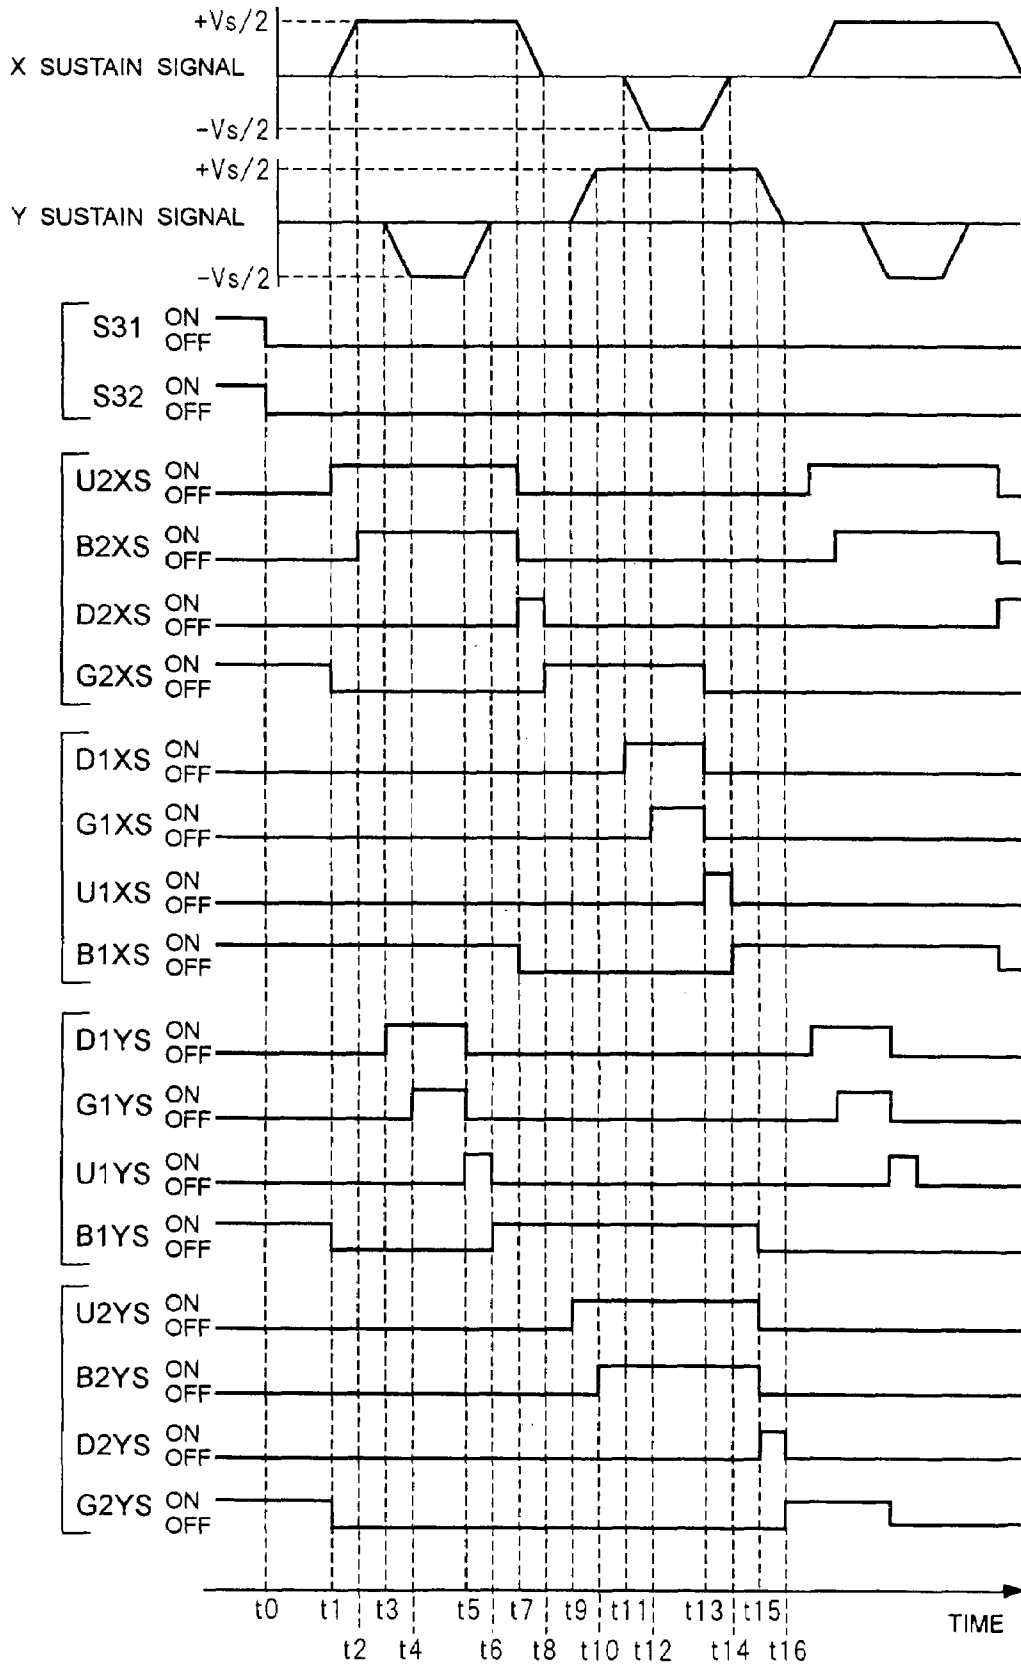 +Vs/2
X SUSTAIN SIGNAL
-Vs/2
+Vs/2
Y SUSTAIN SIGNAL
-Vs/2
S31 ON
OFF
S32 ON
OFF
U2XS ON
OFF
B2XS ON
OFF
D2XS ON
OFF
G2XS ON
OFF
D1XS ON
OFF
G1XS ON
OFF
U1XS ON
OFF
B1XS ON
OFF
D1YS ON
OFF
G1YS ON
OFF
U1YS ON
OFF
B1YS ON
OFF
U2YS ON
OFF
B2YS ON
OFF
D2YS ON
OFF
G2YS ON
OFF
t0 t1 t3 t5 t7 t9 t11 t13 t15 TIME
t2 t4 t6 t8 t10 t12 t14 t16